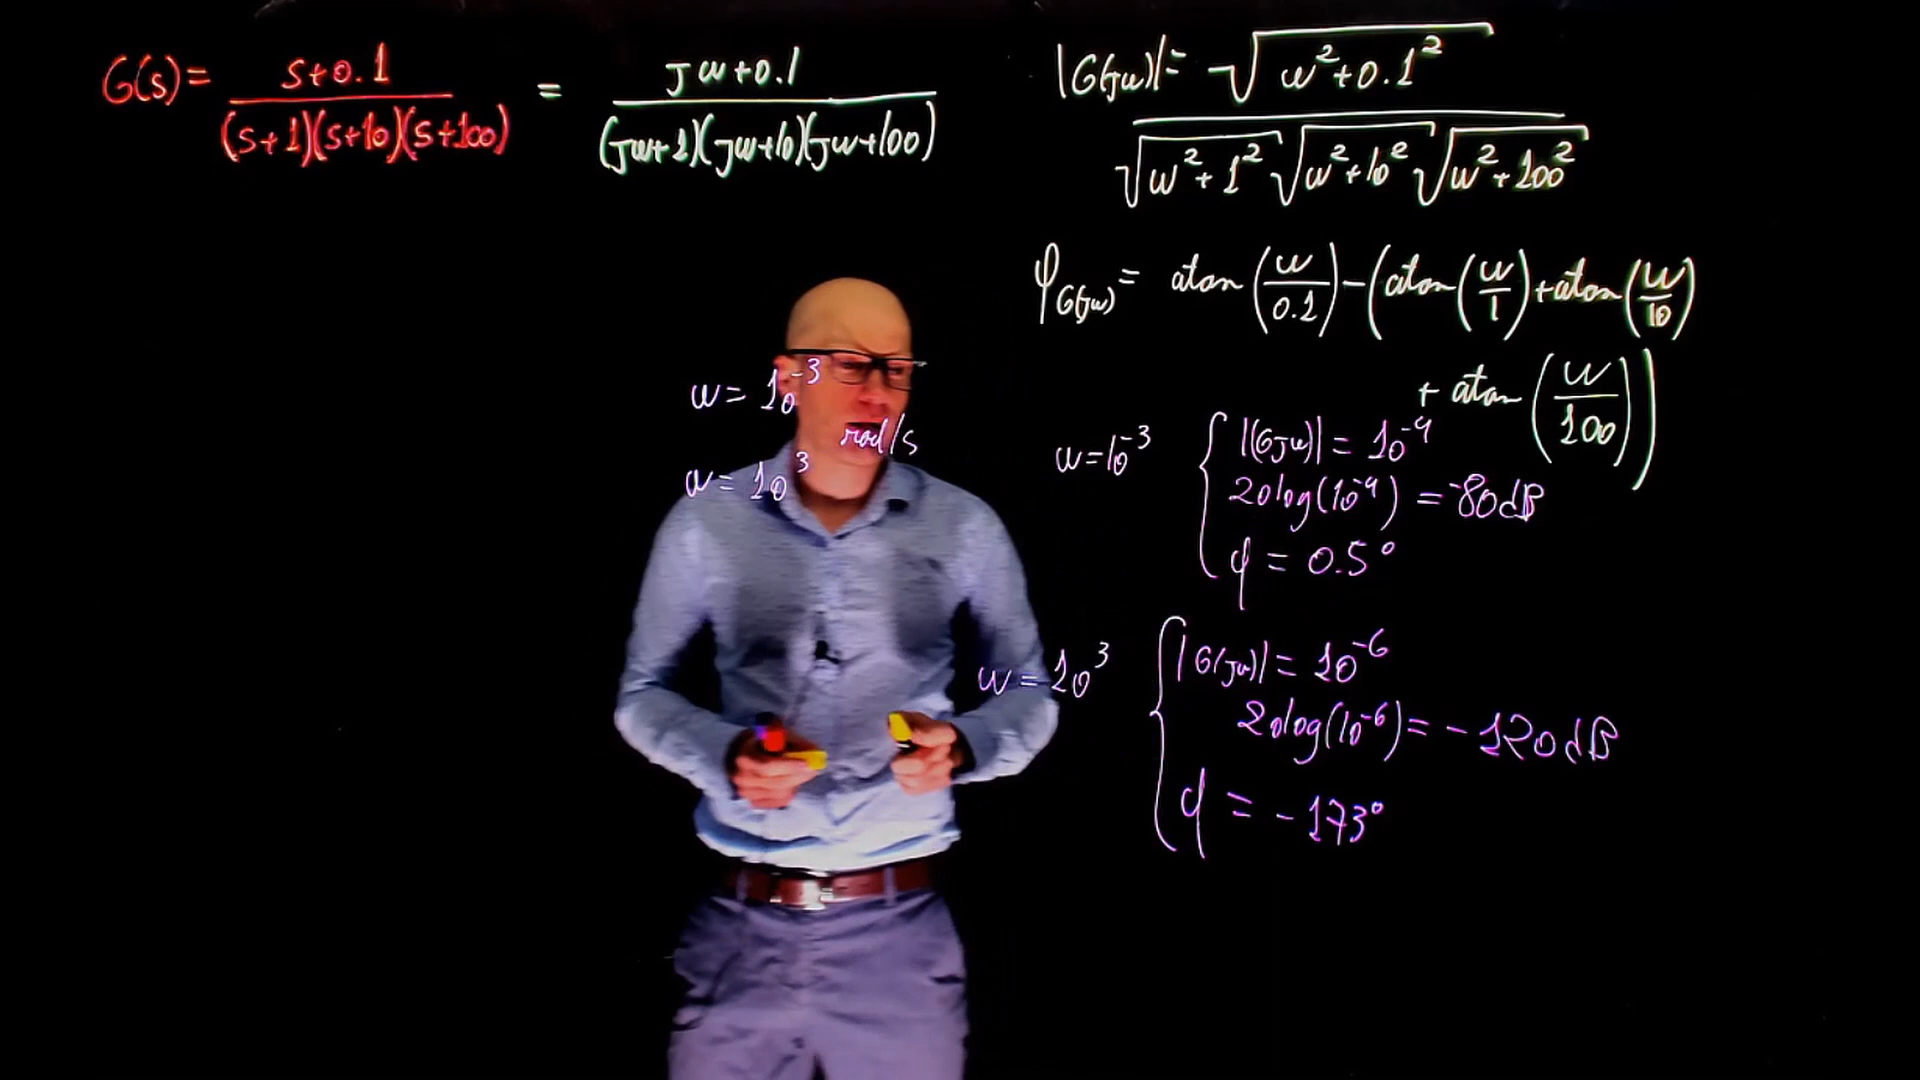 G(s) = s+0.1 / (s+1)(s+10)(s+100) = jω+0.1 / (jω+1)(jω+10)(jω+100)
|G(jω)| = √(ω²+0.1²) / √(ω²+1²) √(ω²+10²) √(ω²+100²)
φG(jω) = atan(ω/0.1) − (atan(ω/1) + atan(ω/10)
+ atan(ω/100))
ω = 10⁻³
rad/s
ω = 10³
ω = 10⁻³
|(Gjω)| = 10⁻⁴
20log(10⁻⁴) = -80dB
φ = 0.5°
ω = 10³
|G(jω)| = 10⁻⁶
20log(10⁻⁶) = -120dB
φ = -173°